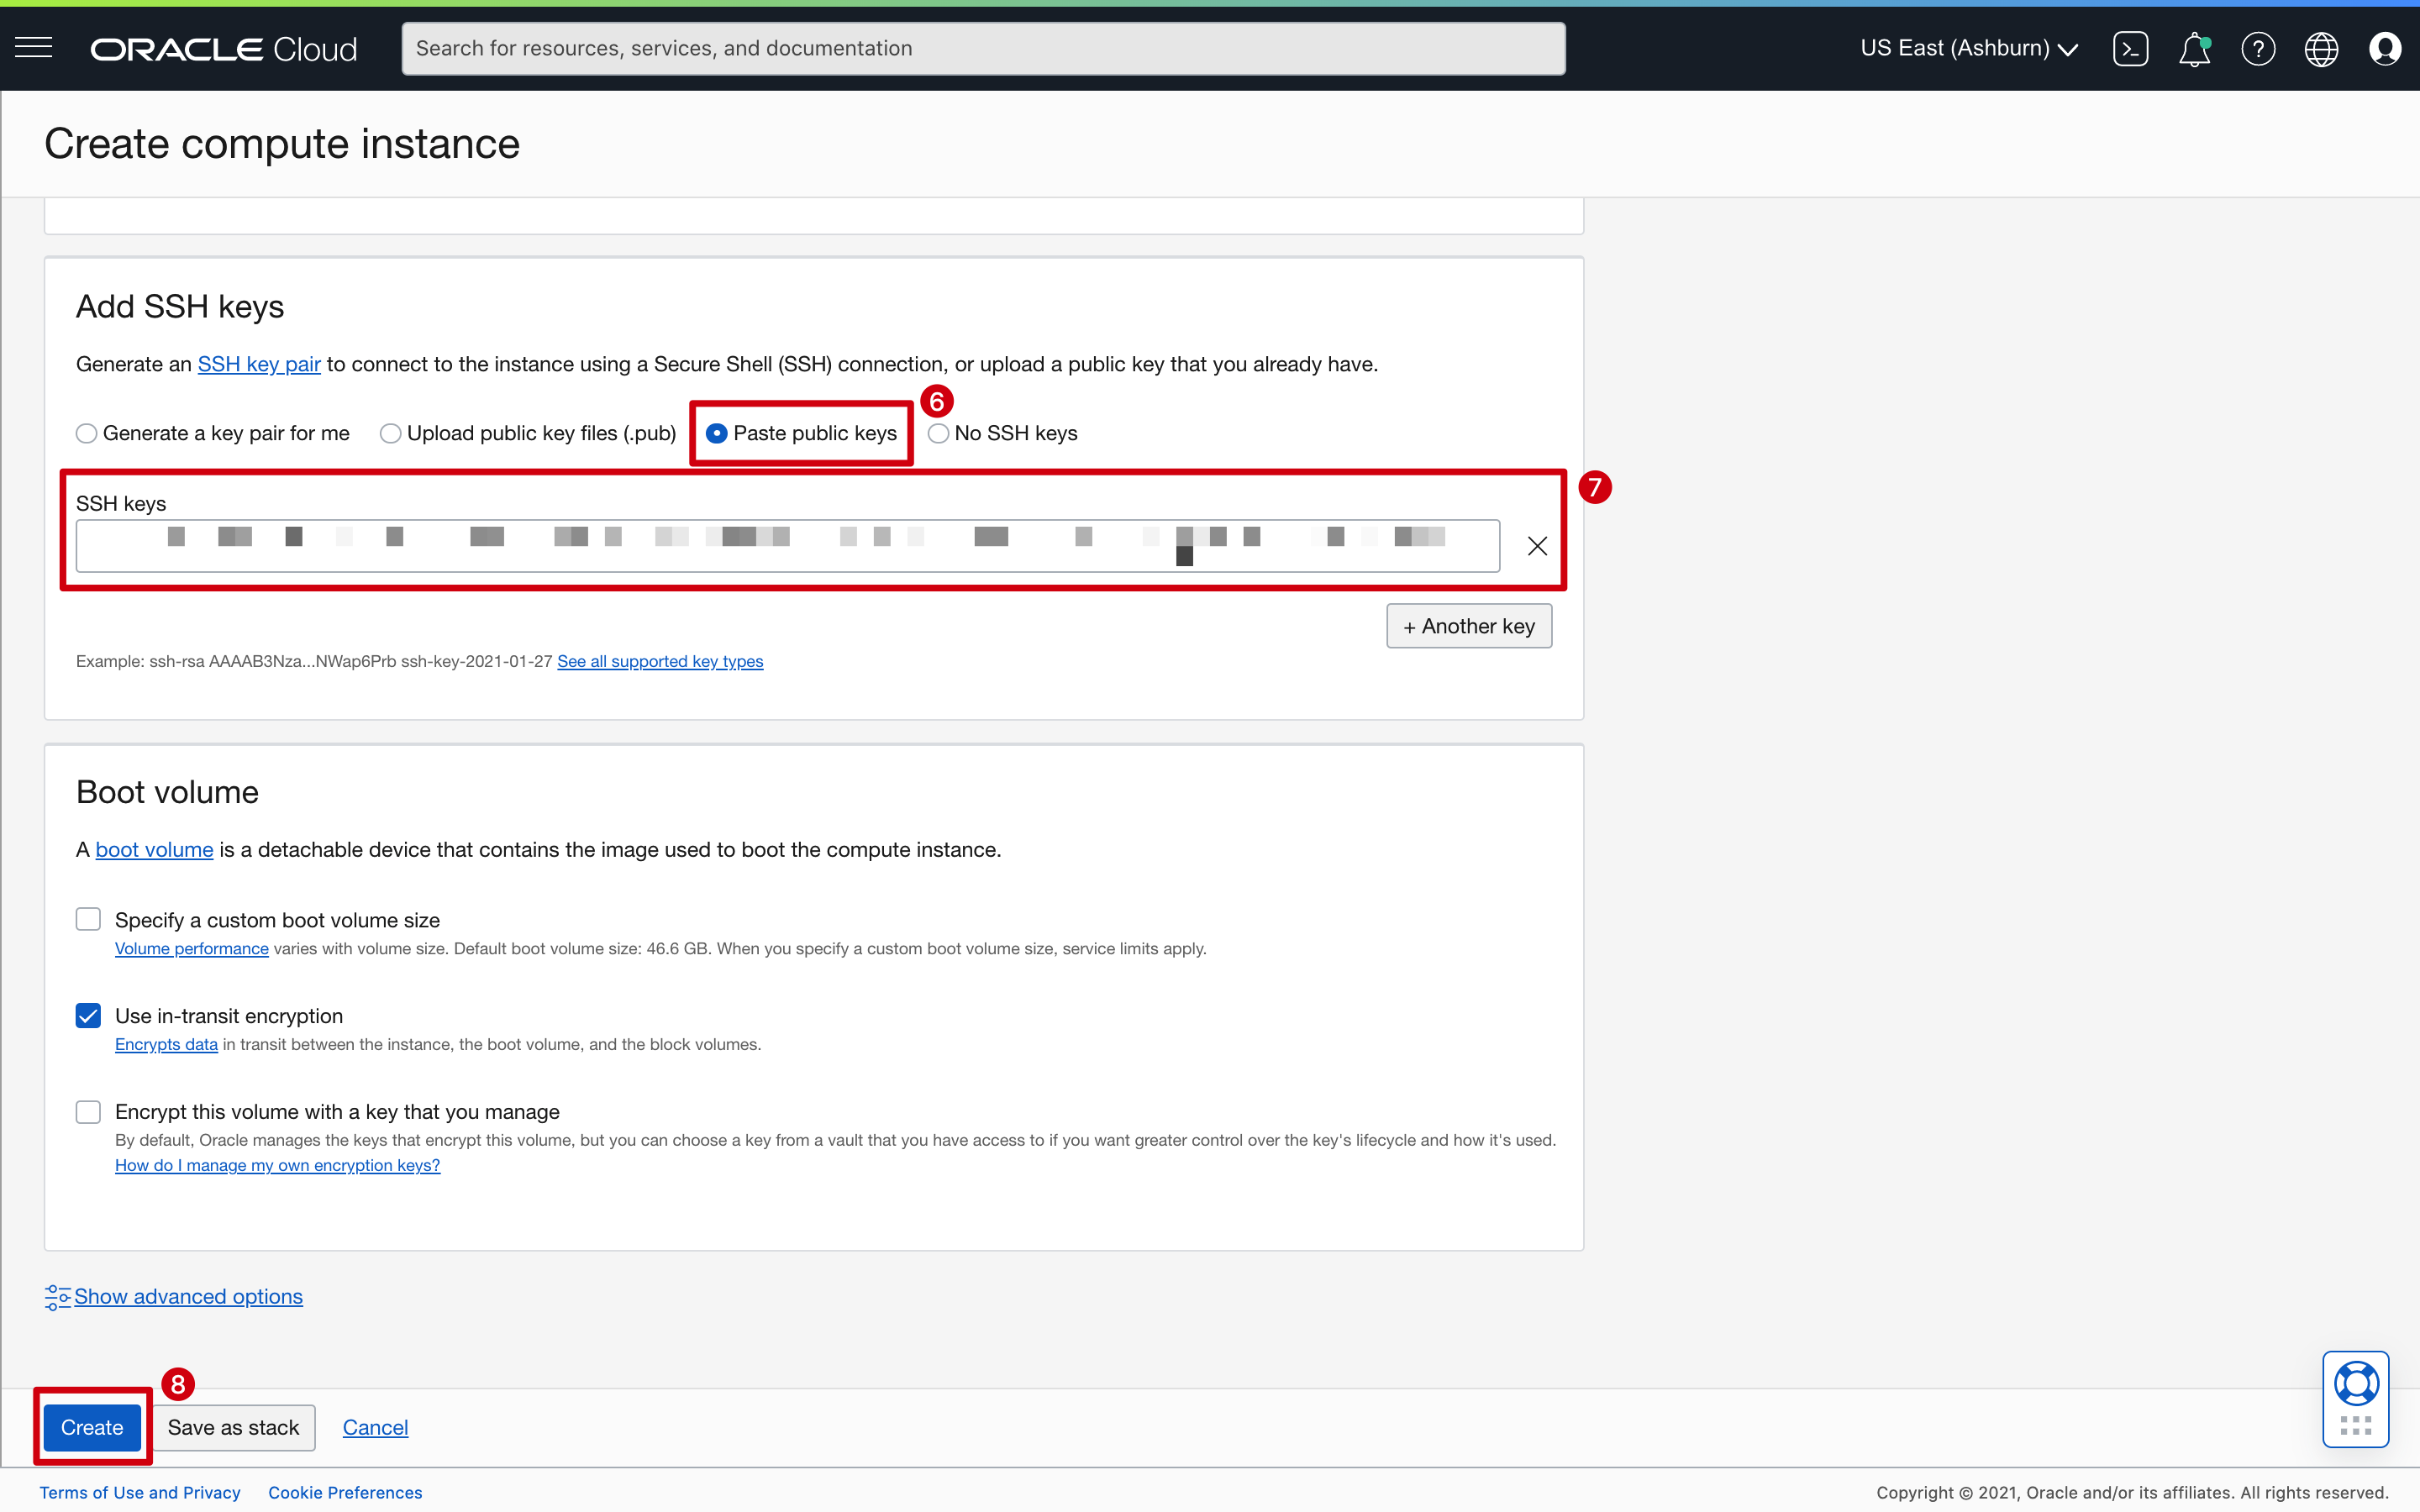 ORACLE Cloud
Search for resources, services, and documentation
US East (Ashburn)
Create compute instance
Add SSH keys
Generate an SSH key pair to connect to the instance using a Secure Shell (SSH) connection, or upload a public key that you already have.
6
Generate a key pair for me
Upload public key files (.pub)
Paste public keys
No SSH keys
7
SSH keys
+ Another key
Example: ssh-rsa AAAAB3Nza...NWap6Prb ssh-key-2021-01-27 See all supported key types
Boot volume
A boot volume is a detachable device that contains the image used to boot the compute instance.
Specify a custom boot volume size
Volume performance varies with volume size. Default boot volume size: 46.6 GB. When you specify a custom boot volume size, service limits apply.
Use in-transit encryption
Encrypts data in transit between the instance, the boot volume, and the block volumes.
Encrypt this volume with a key that you manage
By default, Oracle manages the keys that encrypt this volume, but you can choose a key from a vault that you have access to if you want greater control over the key's lifecycle and how it's used.
How do I manage my own encryption keys?
Show advanced options
8
Create
Save as stack
Cancel
Terms of Use and Privacy
Cookie Preferences
Copyright © 2021, Oracle and/or its affiliates. All rights reserved.